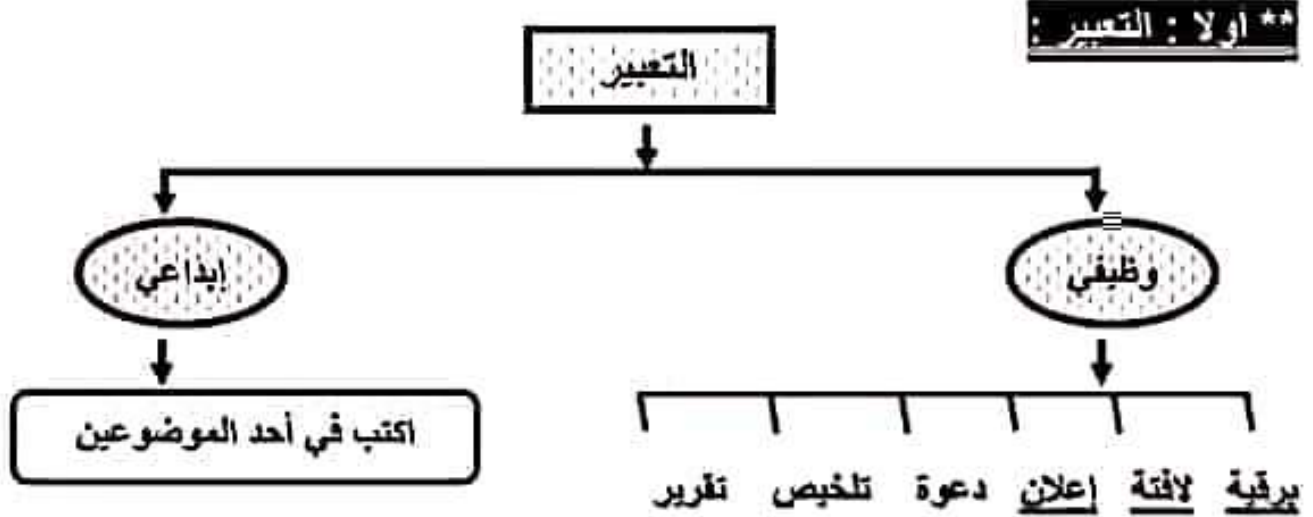 ** أولا : التعبير :
التعبير
وظيفي
إبداعي
برقية لافتة إعلان دعوة تلخيص تقرير
اكتب في أحد الموضوعين